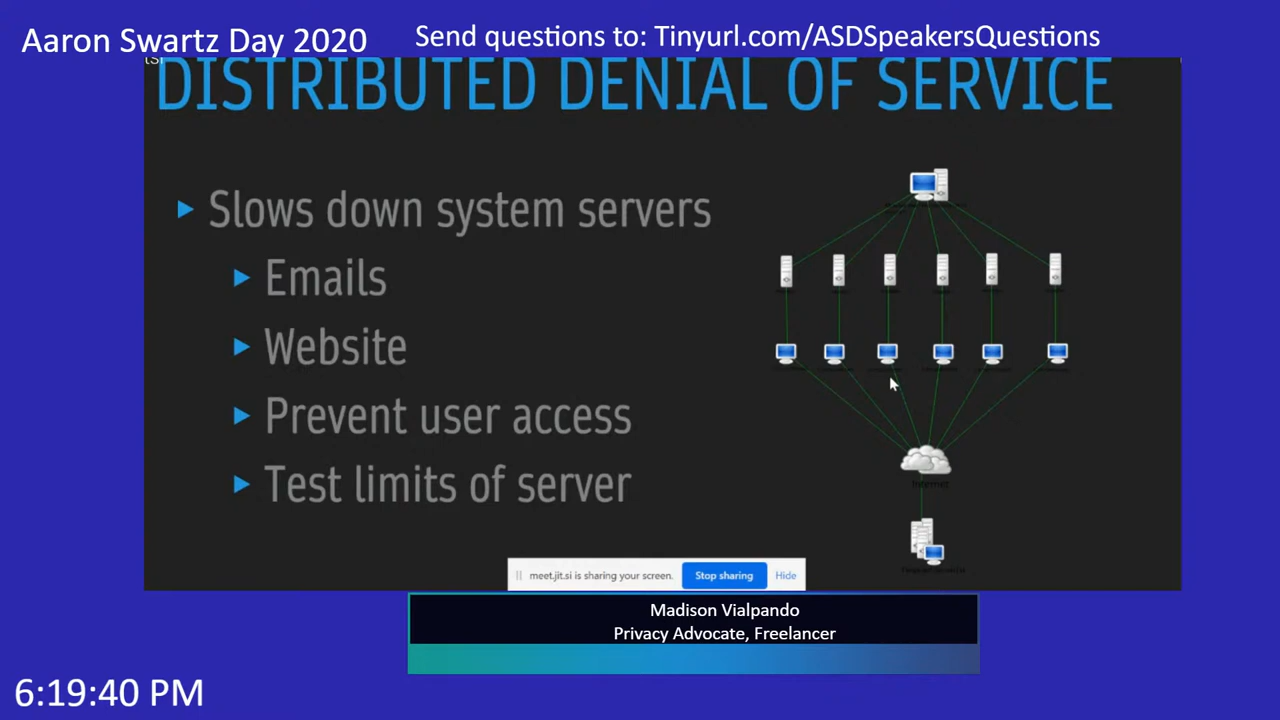 Aaron Swartz Day 2020
Send questions to: Tinyurl.com/ASDSpeakersQuestions
DISTRIBUTED DENIAL OF SERVICE
Slows down system servers
Emails
Website
Prevent user access
Test limits of server
Internet
meet.jit.si is sharing your screen.
Stop sharing
Hide
Madison Vialpando
Privacy Advocate, Freelancer
6:19:40 PM